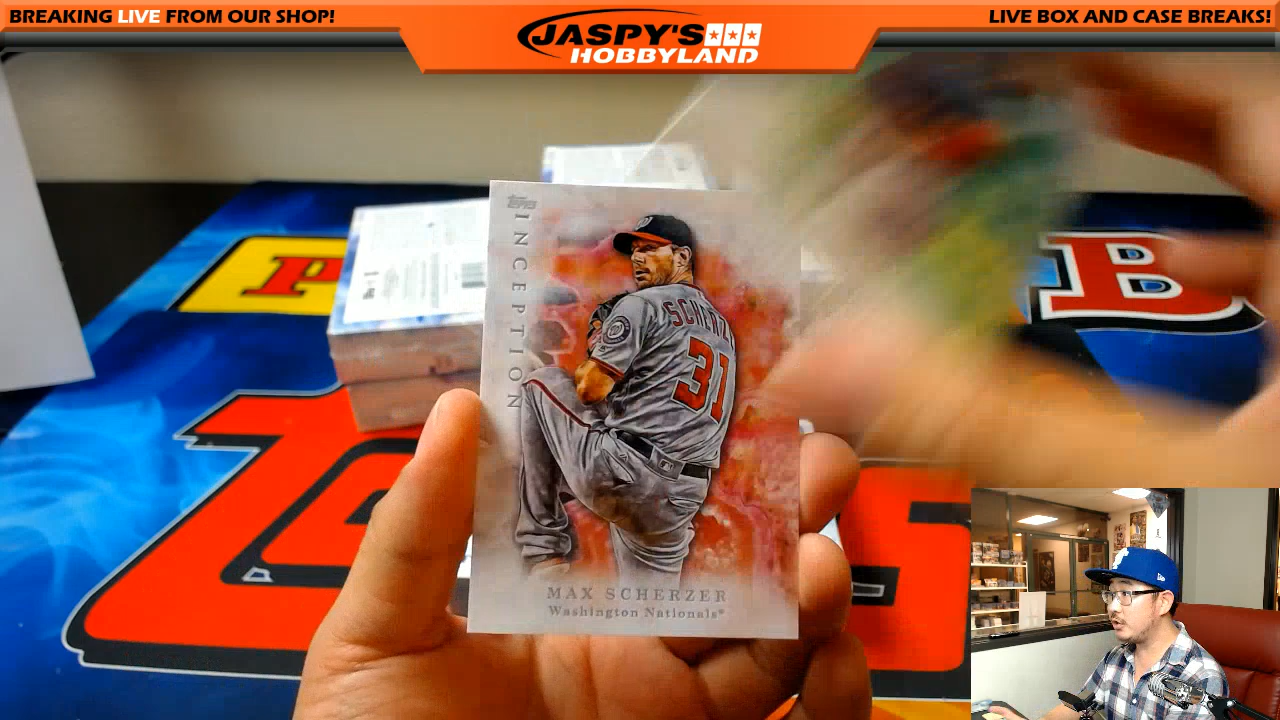 BREAKING LIVE FROM OUR SHOP!
JASPY'S
HOBBYLAND
LIVE BOX AND CASE BREAKS!
topps
INCEPTION
SCHERZ
31
MAX SCHERZER
Washington Nationals®
P
B